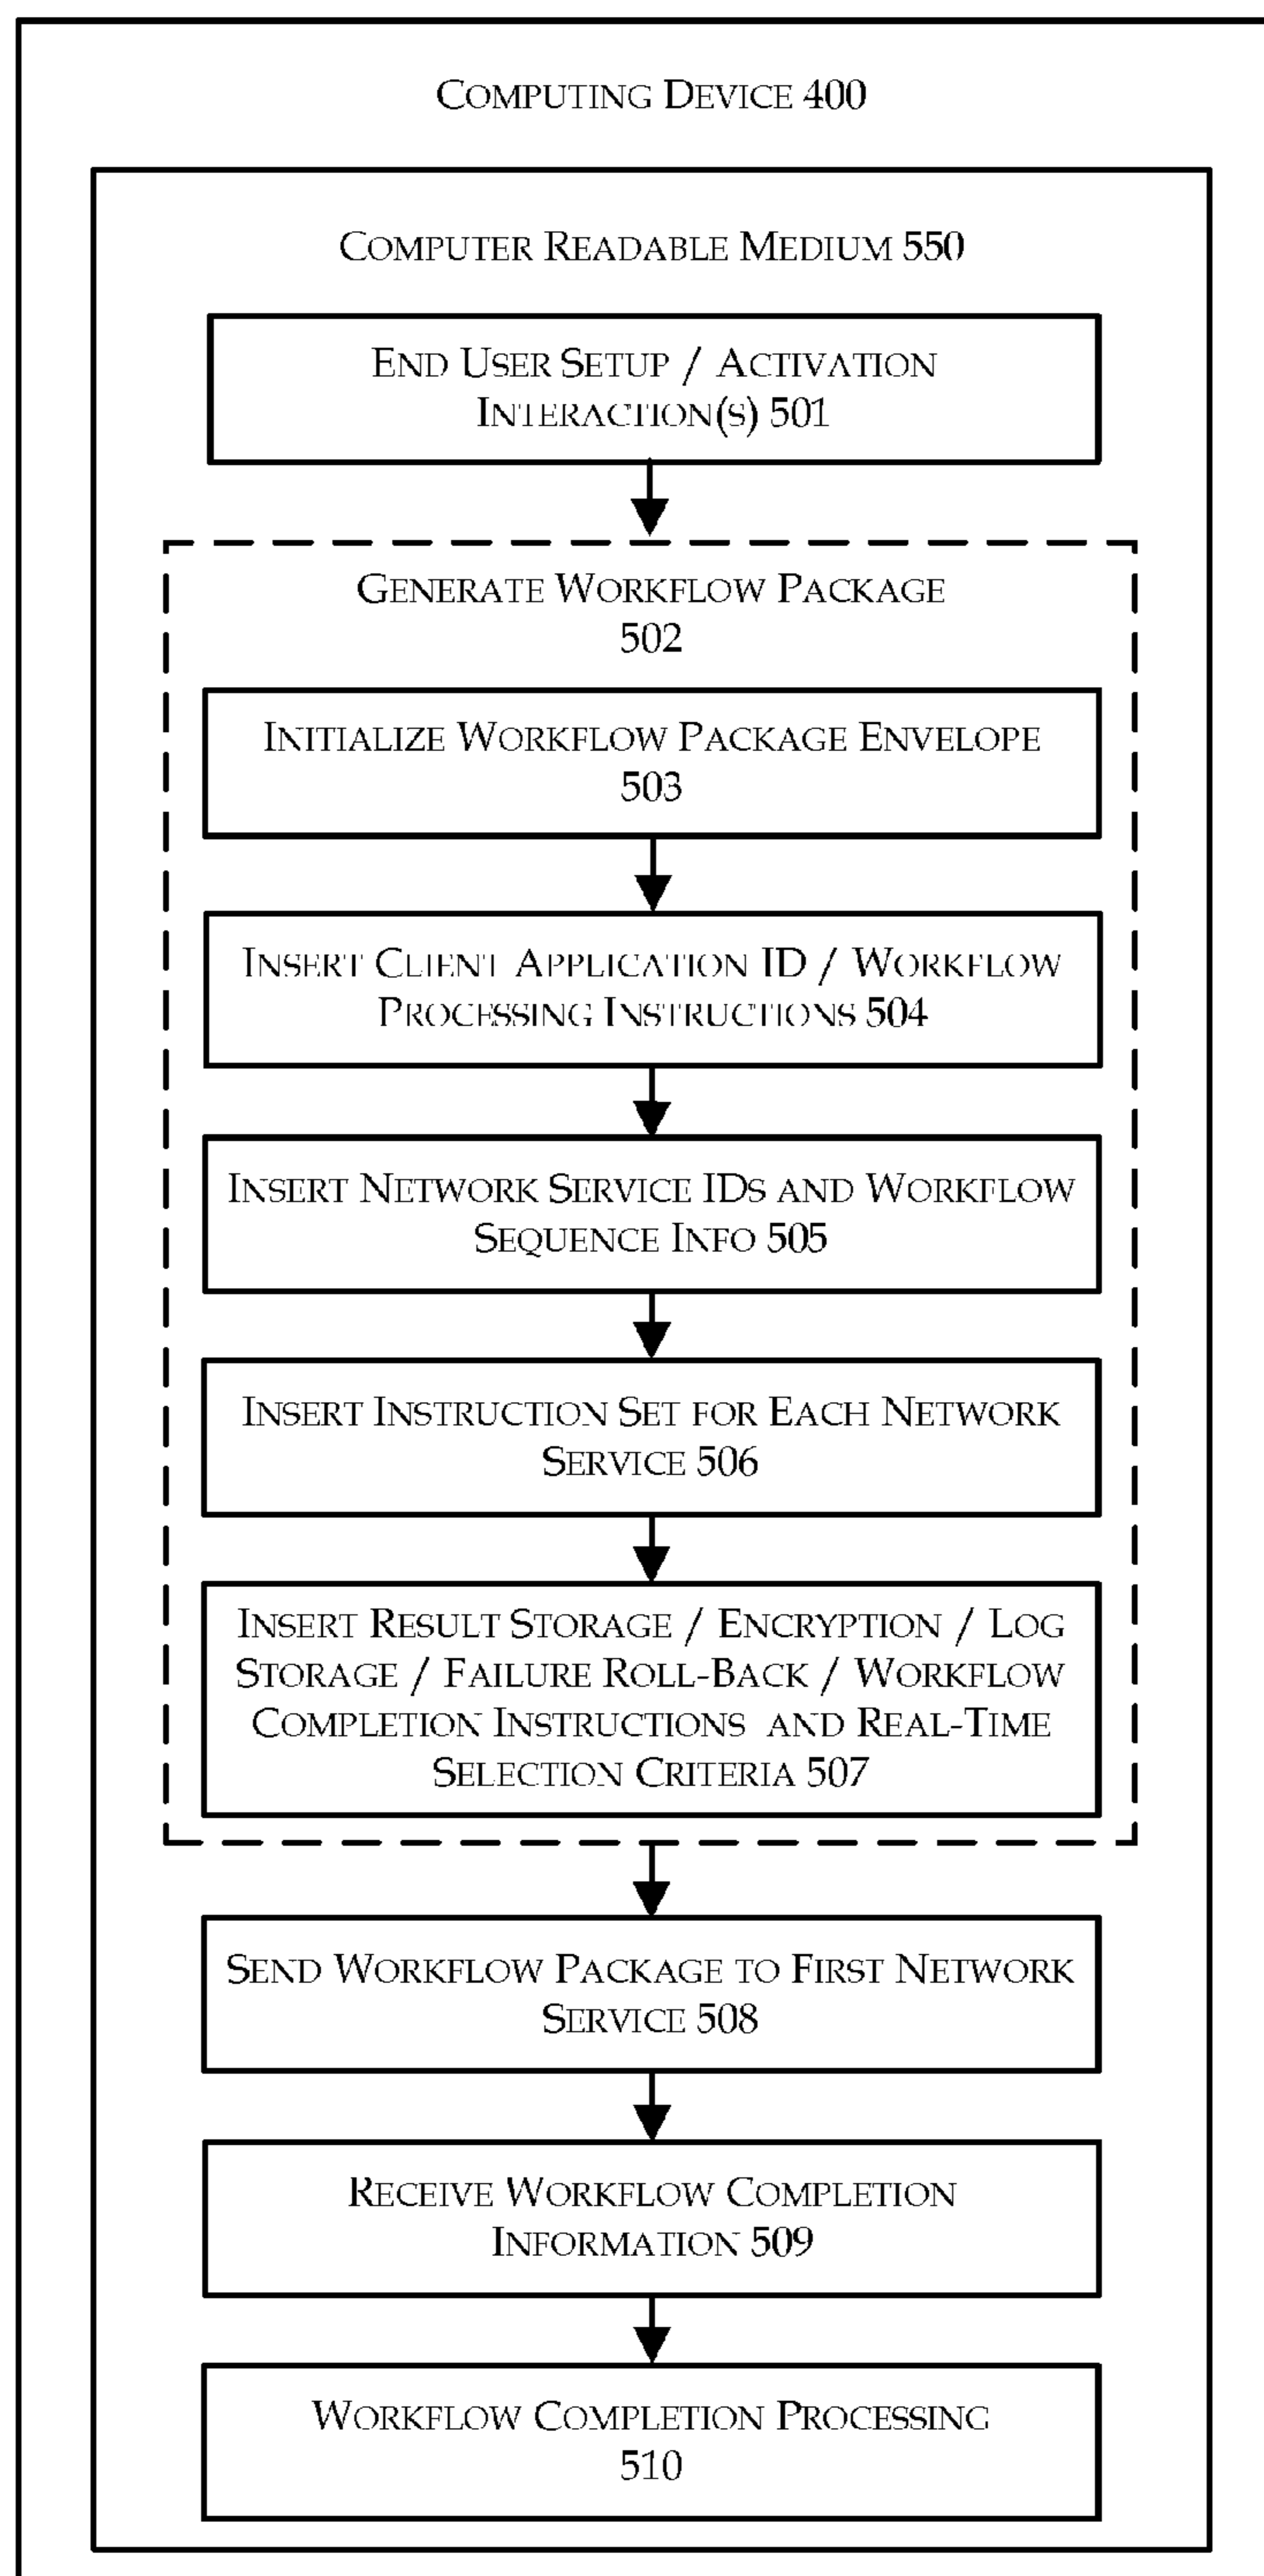 COMPUTING DEVICE 400
COMPUTER READABLE MEDIUM 550
END USER SETUP / ACTIVATION
INTERACTION(S) 501
GENERATE WORKFLOW PACKAGE
502
INITIALIZE WORKFLOW PACKAGE ENVELOPE
503
INSERT CLIENT APPLICATION ID / WORKFLOW
PROCESSING INSTRUCTIONS 504
INSERT NETWORK SERVICE IDS AND WORKFLOW
SEQUENCE INFO 505
INSERT INSTRUCTION SET FOR EACH NETWORK
SERVICE 506
INSERT RESULT STORAGE / ENCRYPTION / LOG
STORAGE / FAILURE ROLL-BACK / WORKFLOW
COMPLETION INSTRUCTIONS AND REAL-TIME
SELECTION CRITERIA 507
SEND WORKFLOW PACKAGE TO FIRST NETWORK
SERVICE 508
RECEIVE WORKFLOW COMPLETION
INFORMATION 509
WORKFLOW COMPLETION PROCESSING
510